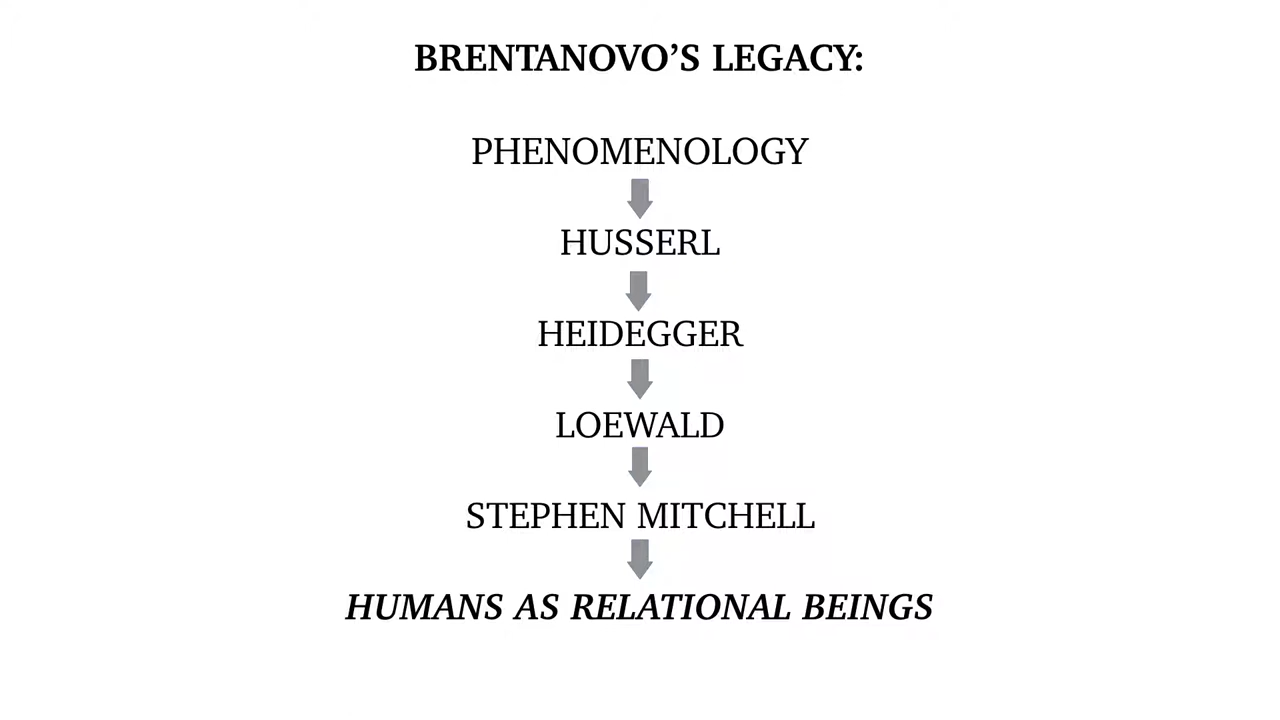 BRENTANOVO’S LEGACY:
PHENOMENOLOGY
HUSSERL
HEIDEGGER
LOEWALD
STEPHEN MITCHELL
HUMANS AS RELATIONAL BEINGS